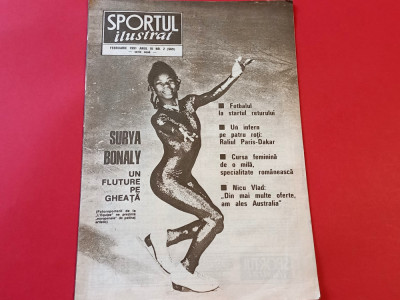 SPORTUL
ilustrat
SURYA
BONALY
UN
FLUTURE
PE
GHEAȚĂ
■ Fotbalul
la startul returului
■ Un infern
pe patru roți:
Raliul Paris-Dakar
■ Cursa feminină
de o milă,
specialitate românească
■ Nicu Vlad:
„Din mai multe oferte,
am ales Australia"